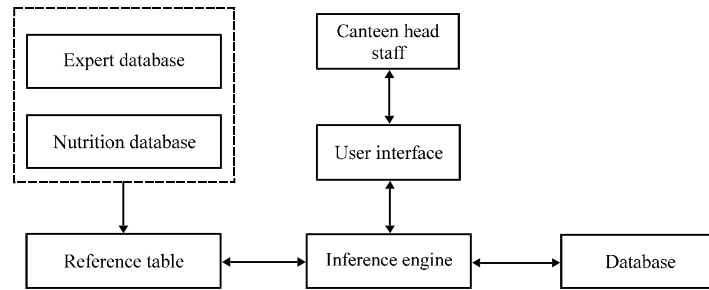 Expert database
Nutrition database
Canteen head
staff
User interface
Reference table
Inference engine
Database